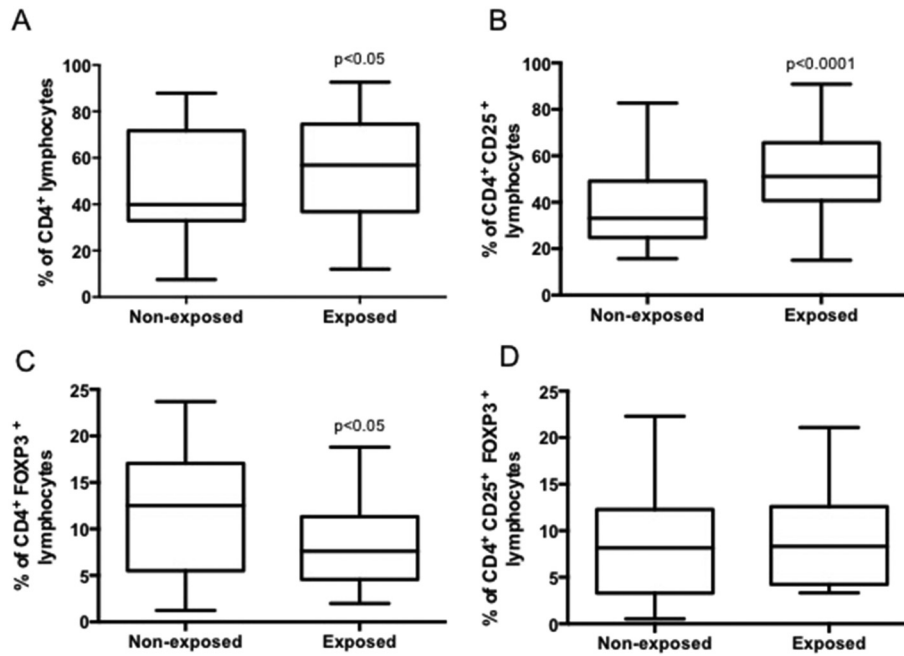 A
% of CD4+ lymphocytes
100
80
60
40
20
0
p<0.05
Non-exposed
Exposed
B
% of CD4+ CD25+
lymphocytes
100
80
60
40
20
0
p<0.0001
Non-exposed
Exposed
C
% of CD4+ FOXP3 +
lymphocytes
25
20
15
10
5
0
p<0.05
Non-exposed
Exposed
D
% of CD4+ CD25+ FOXP3+
lymphocytes
25
20
15
10
5
0
Non-exposed
Exposed